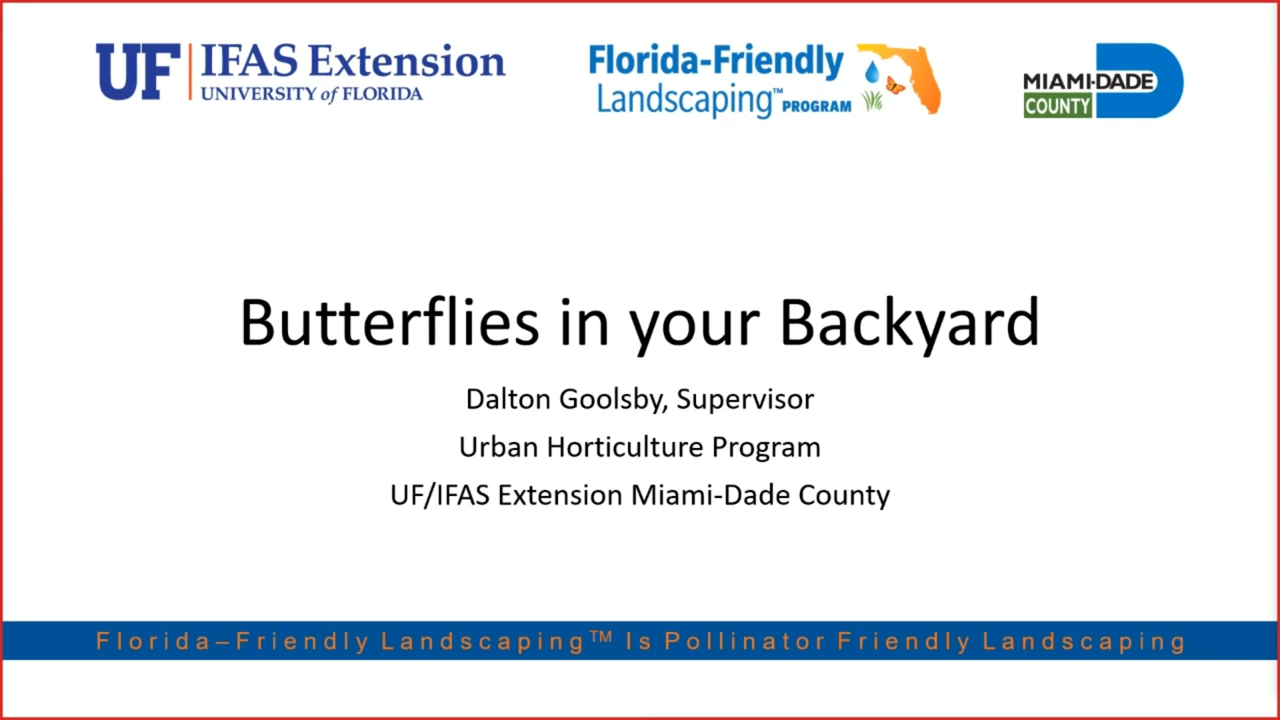 UF IFAS Extension
UNIVERSITY of FLORIDA
Florida-Friendly
Landscaping™ PROGRAM
MIAMI-DADE
COUNTY
Butterflies in your Backyard
Dalton Goolsby, Supervisor
Urban Horticulture Program
UF/IFAS Extension Miami-Dade County
Florida–Friendly Landscaping™ Is Pollinator Friendly Landscaping